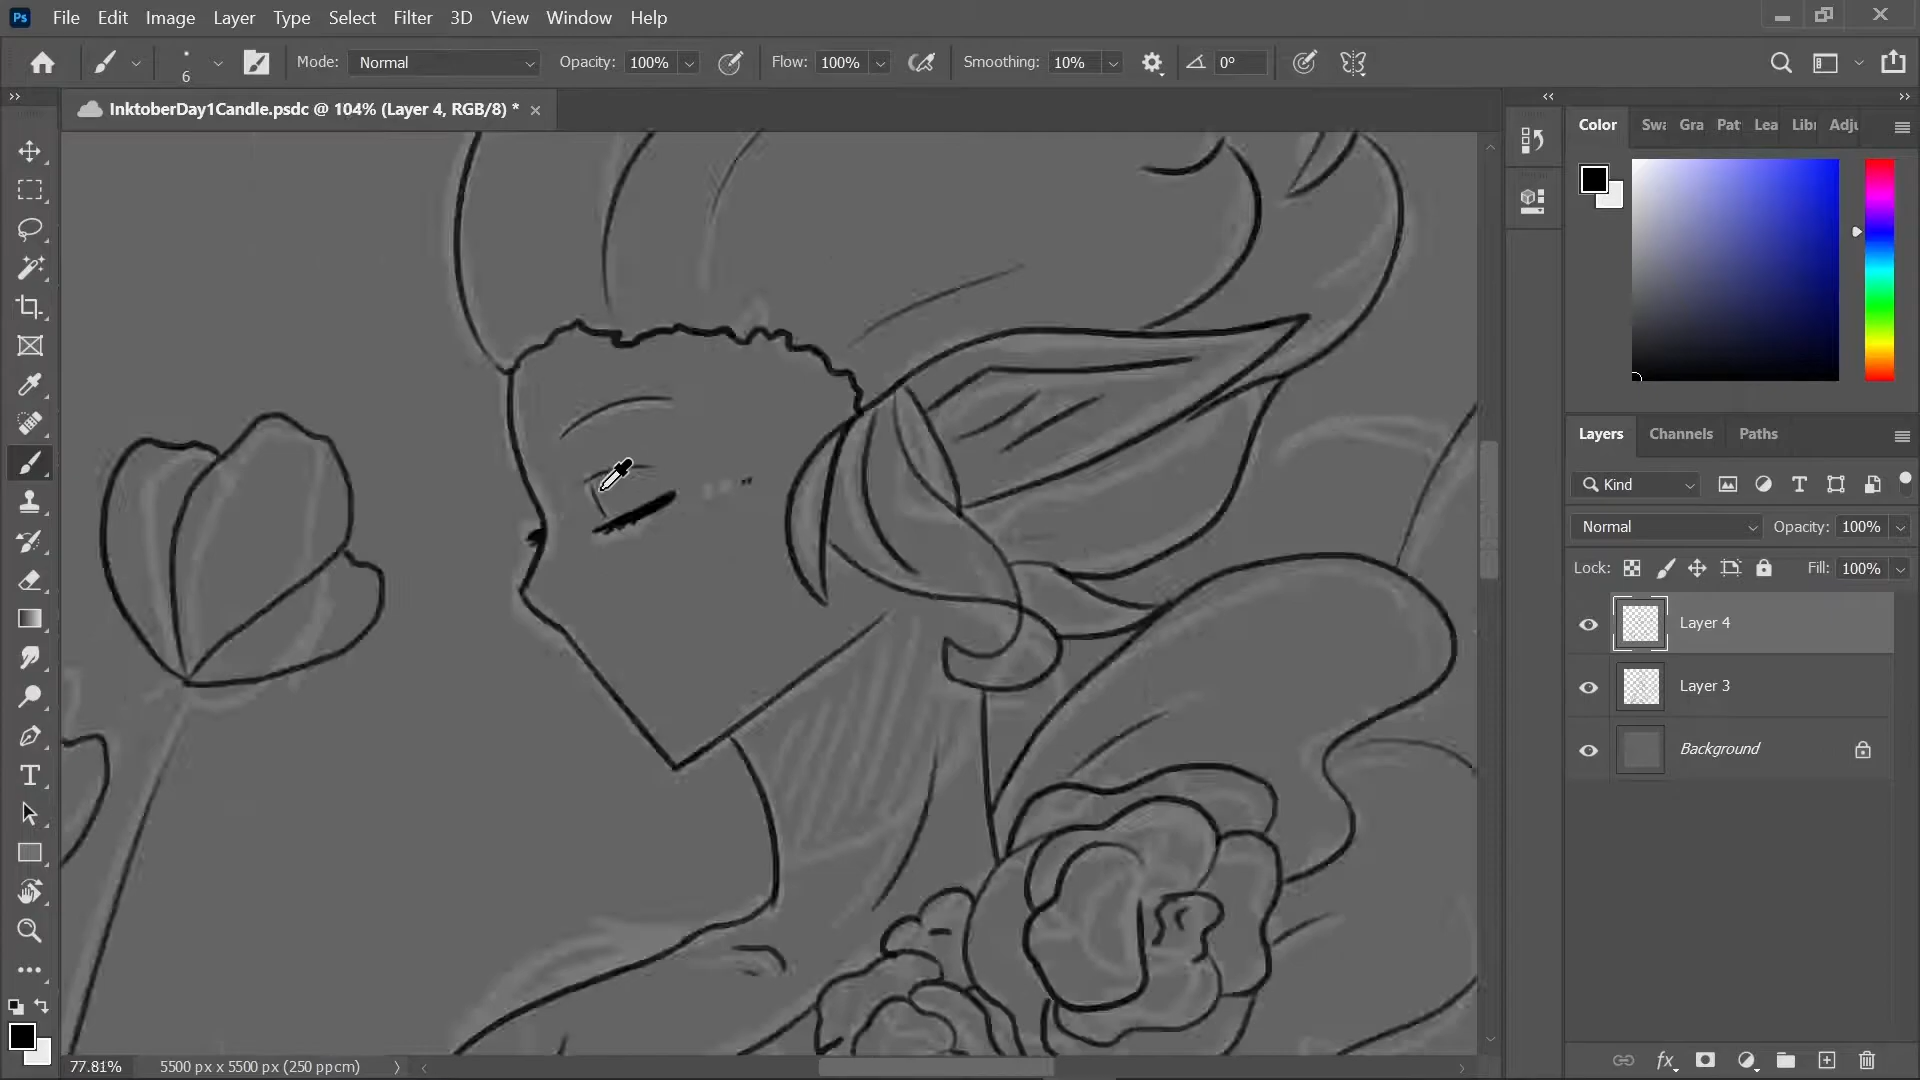 Ps File Edit Image Layer Type Select Filter 3D View Window Help
6 Mode: Normal Opacity: 100% Flow: 100% Smoothing: 10% 0°
InktoberDay1Candle.psdc @ 104% (Layer 4, RGB/8) *
Color Swa Gra Pat Lea Libr Adju
Layers Channels Paths
Kind
Normal Opacity: 100%
Lock: Fill: 100%
Layer 4
Layer 3
Background
77.81% 5500 px x 5500 px (250 ppcm)
fx